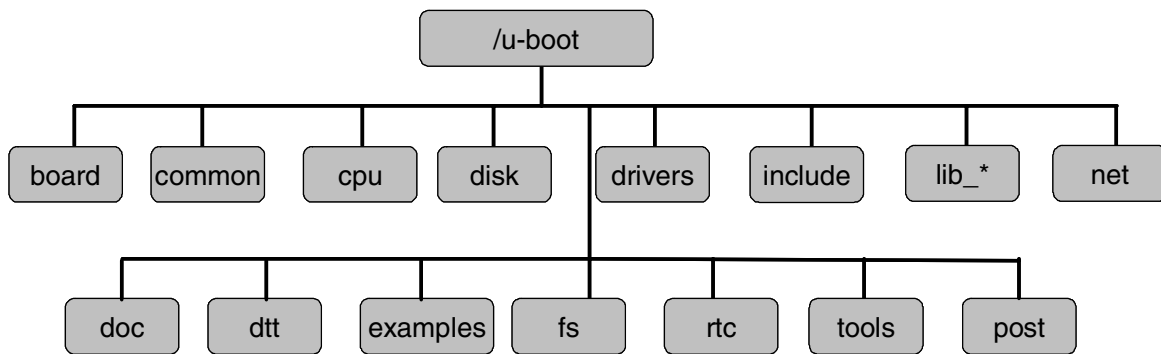 /u-boot
board common cpu disk drivers include lib_* net
doc dtt examples fs rtc tools post